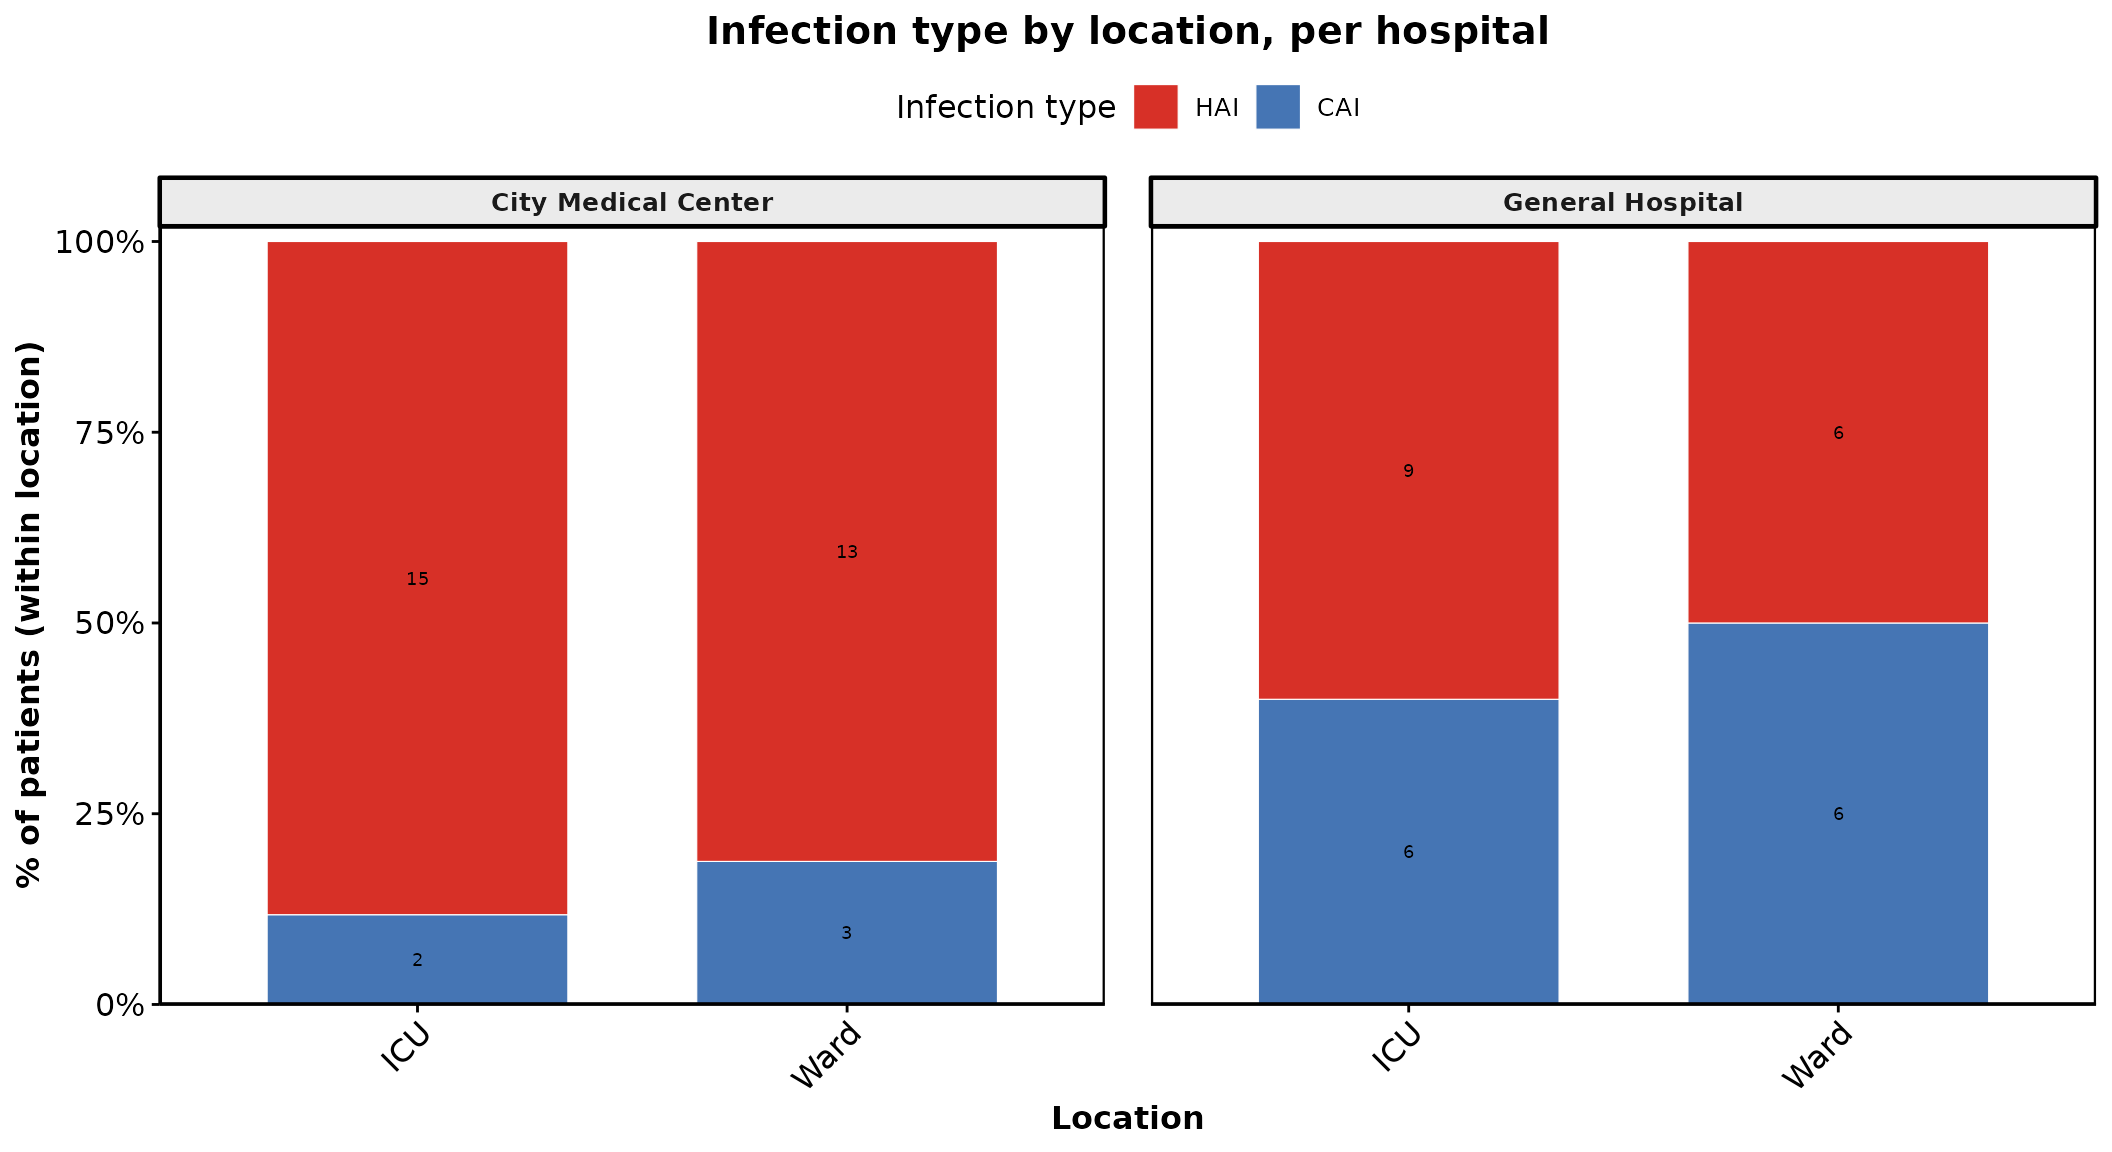 Infection type by location, per hospital
Infection type HAI CAI
City Medical Center General Hospital
% of patients (within location)
100%
75%
50%
25%
0%
15
2
13
3
9
6
6
6
ICU Ward ICU Ward
Location